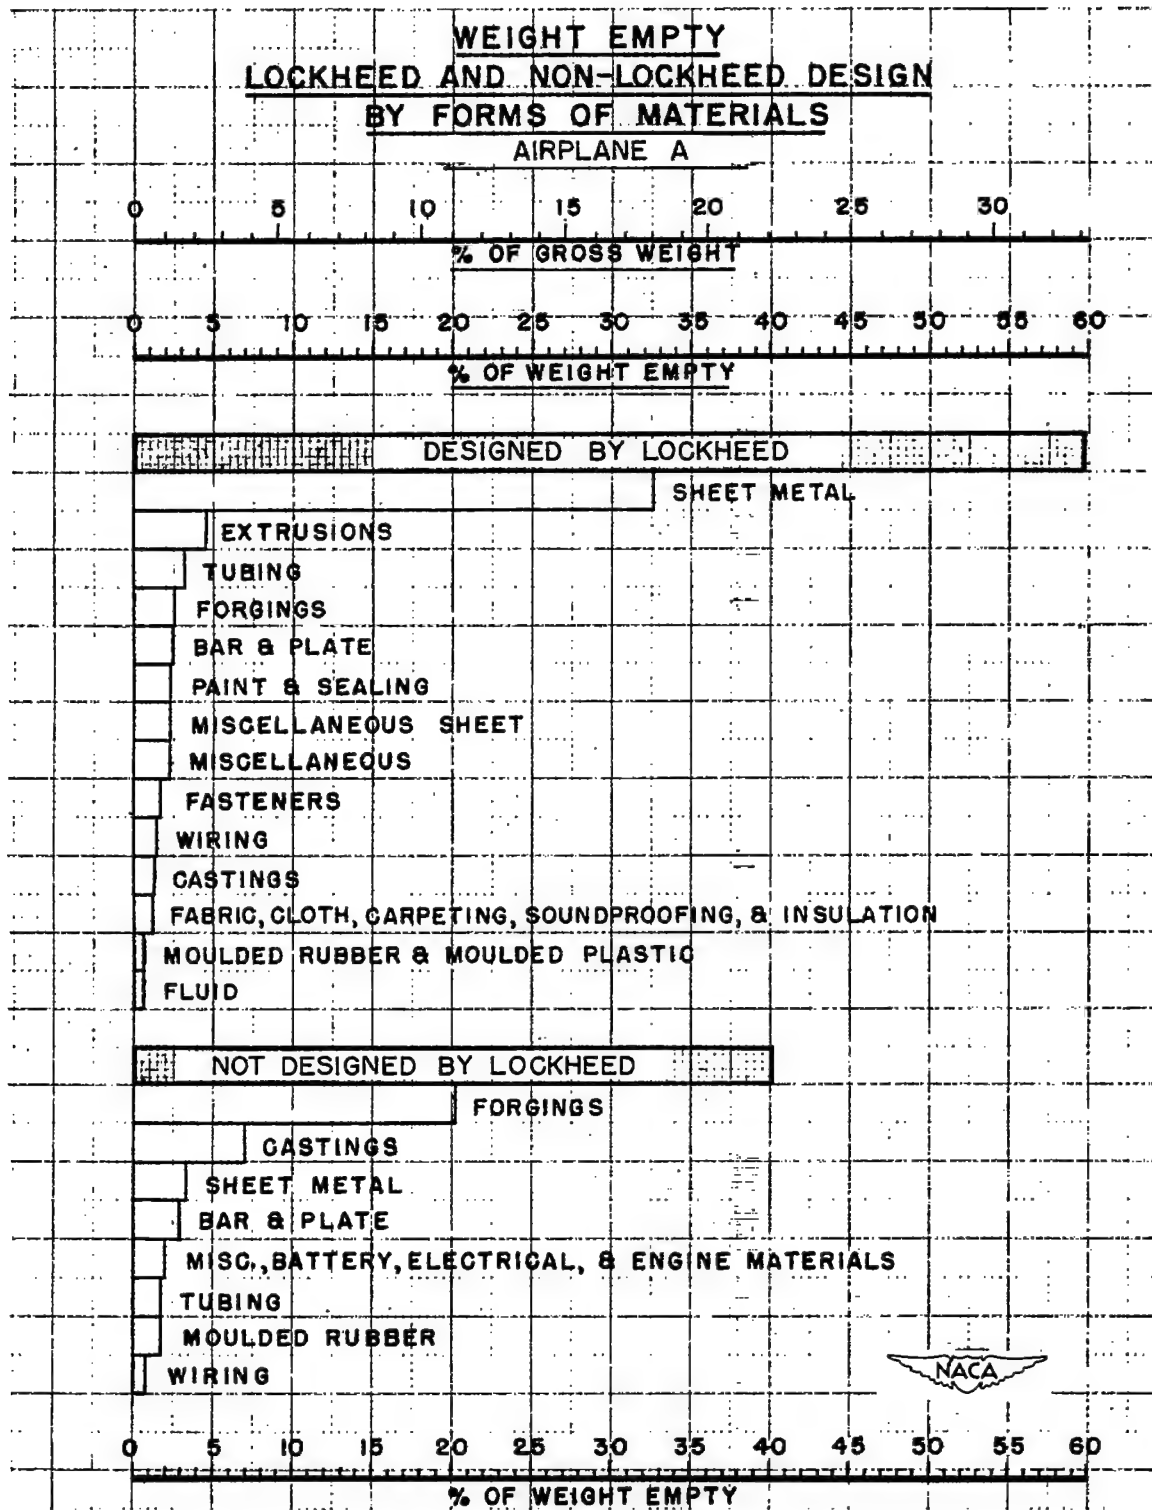 WEIGHT EMPTY
LOCKHEED AND NON-LOCKHEED DESIGN
BY FORMS OF MATERIALS
AIRPLANE A
0 5 10 15 20 25 30
% OF GROSS WEIGHT
0 5 10 15 20 25 30 35 40 45 50 55 60
% OF WEIGHT EMPTY
DESIGNED BY LOCKHEED
SHEET METAL
EXTRUSIONS
TUBING
FORGINGS
BAR & PLATE
PAINT & SEALING
MISCELLANEOUS SHEET
MISCELLANEOUS
FASTENERS
WIRING
CASTINGS
FABRIC, CLOTH, CARPETING, SOUNDPROOFING, & INSULATION
MOULDED RUBBER & MOULDED PLASTIC
FLUID
NOT DESIGNED BY LOCKHEED
FORGINGS
CASTINGS
SHEET METAL
BAR & PLATE
MISC., BATTERY, ELECTRICAL, & ENGINE MATERIALS
TUBING
MOULDED RUBBER
WIRING
NACA
0 5 10 15 20 25 30 35 40 45 50 55 60
% OF WEIGHT EMPTY